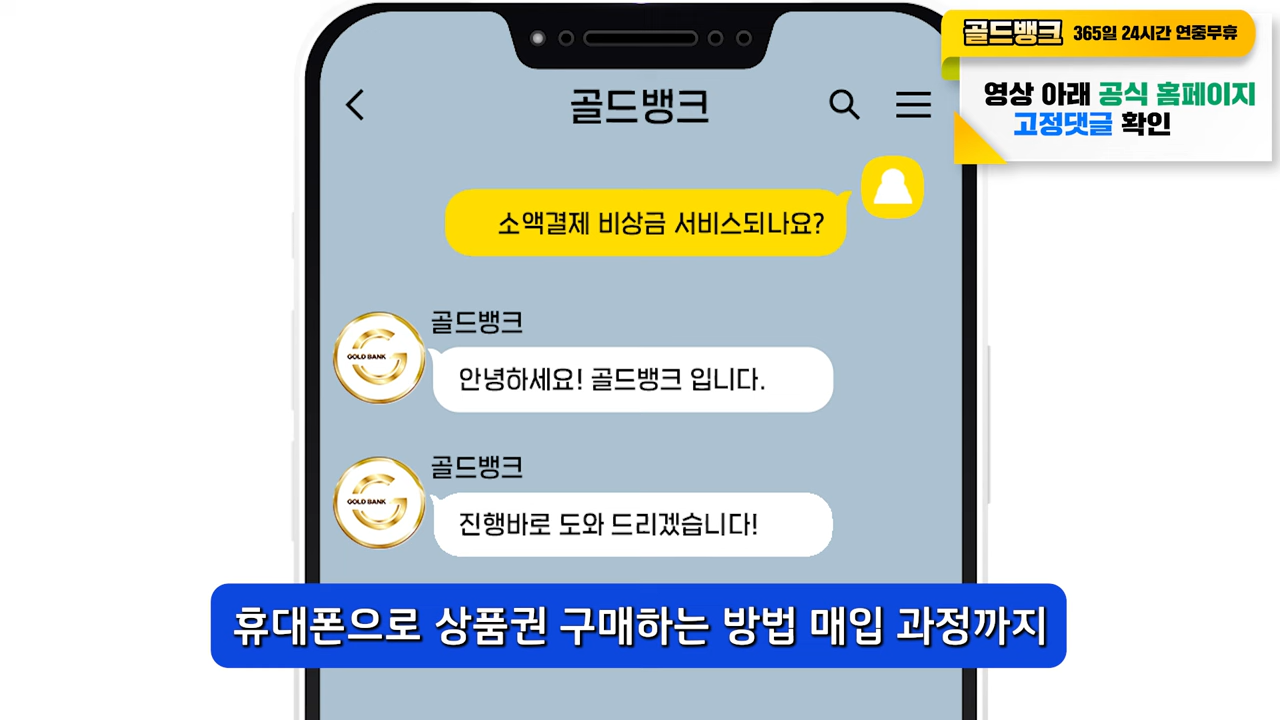 골드뱅크 365일 24시간 연중무휴
영상 아래 공식 홈페이지
고정댓글 확인
골드뱅크
소액결제 비상금 서비스되나요?
골드뱅크
GOLD BANK
안녕하세요! 골드뱅크 입니다.
골드뱅크
GOLD BANK
진행바로 도와 드리겠습니다!
휴대폰으로 상품권 구매하는 방법 매입 과정까지